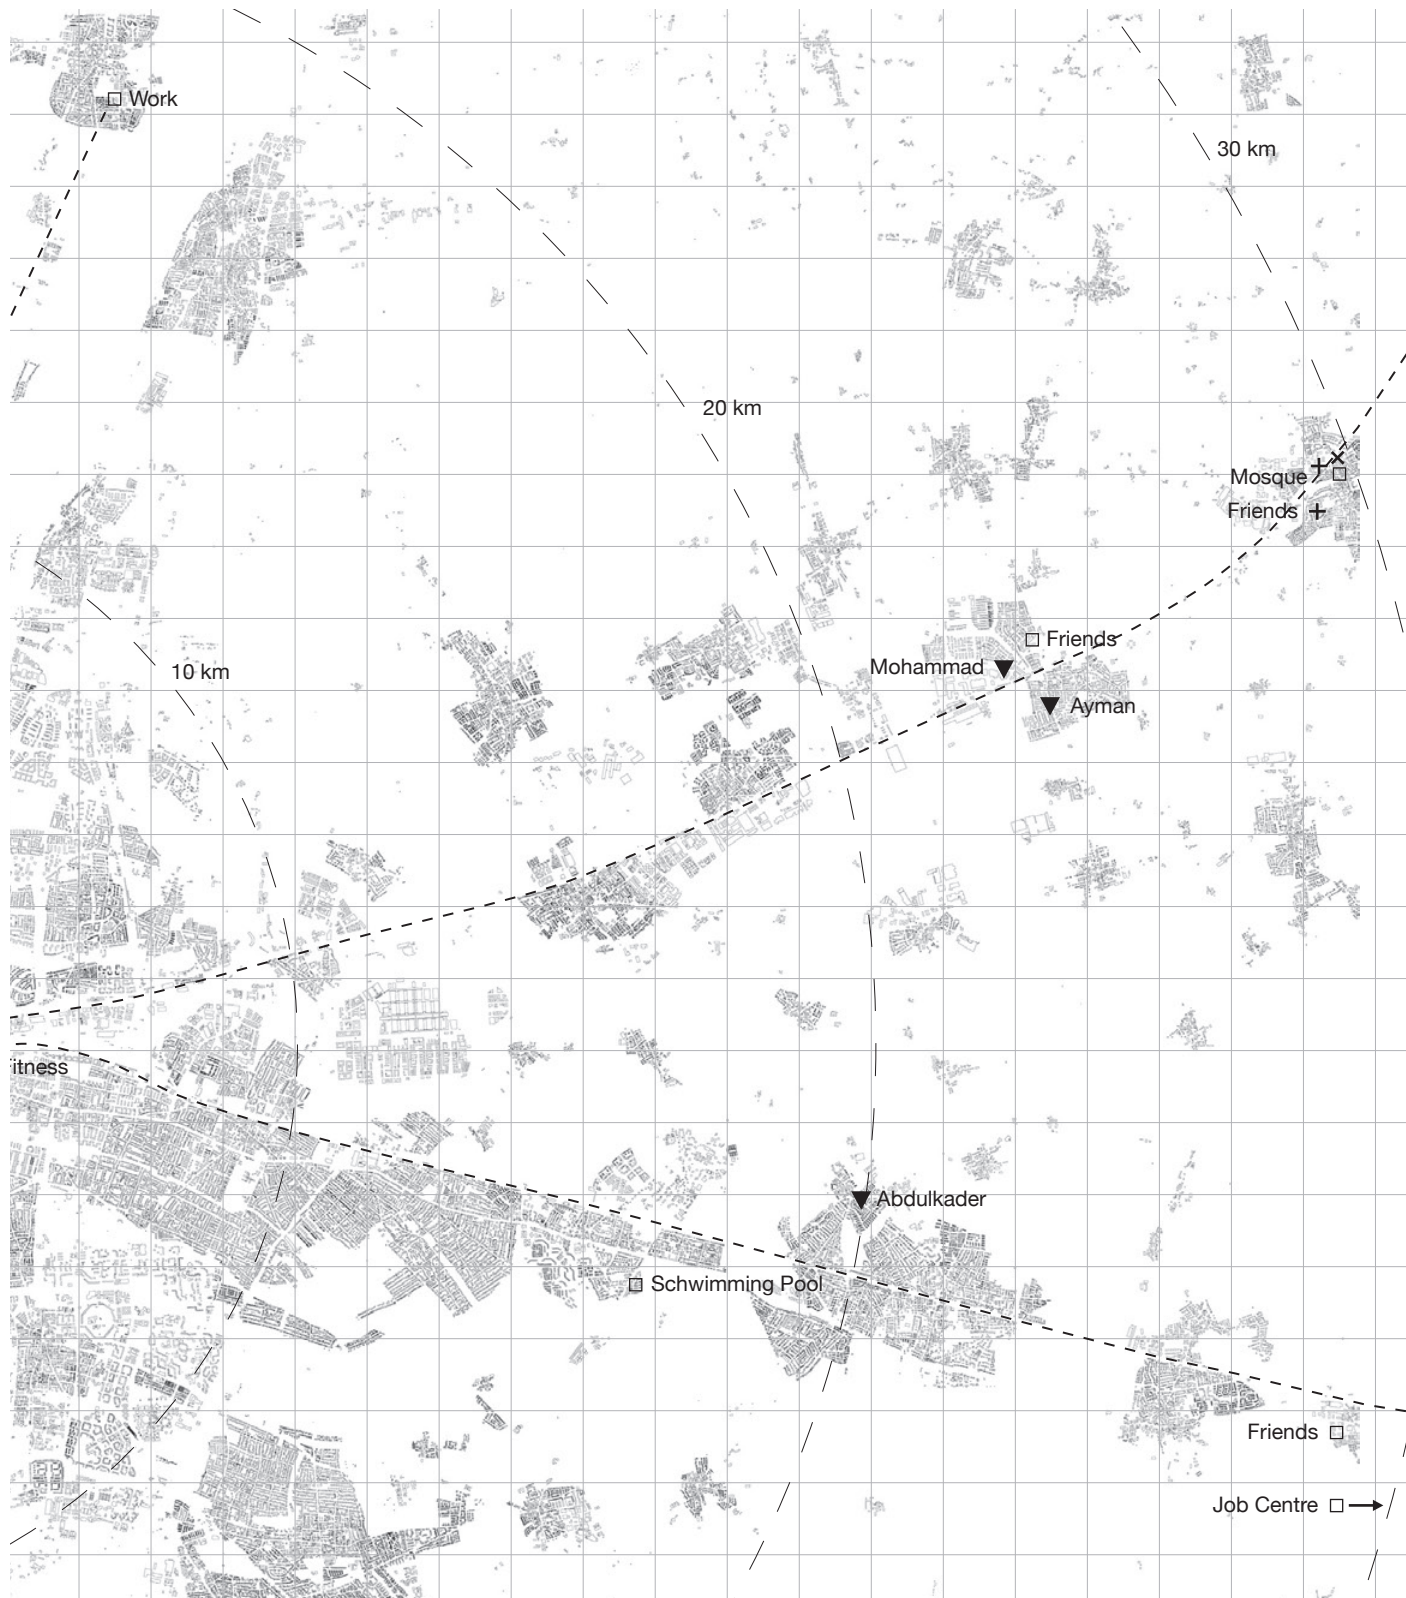 Work
30 km
20 km
Mosque
Friends
Friends
Mohammad
10 km
Ayman
itness
Abdulkader
Schwimming Pool
Friends
Job Centre